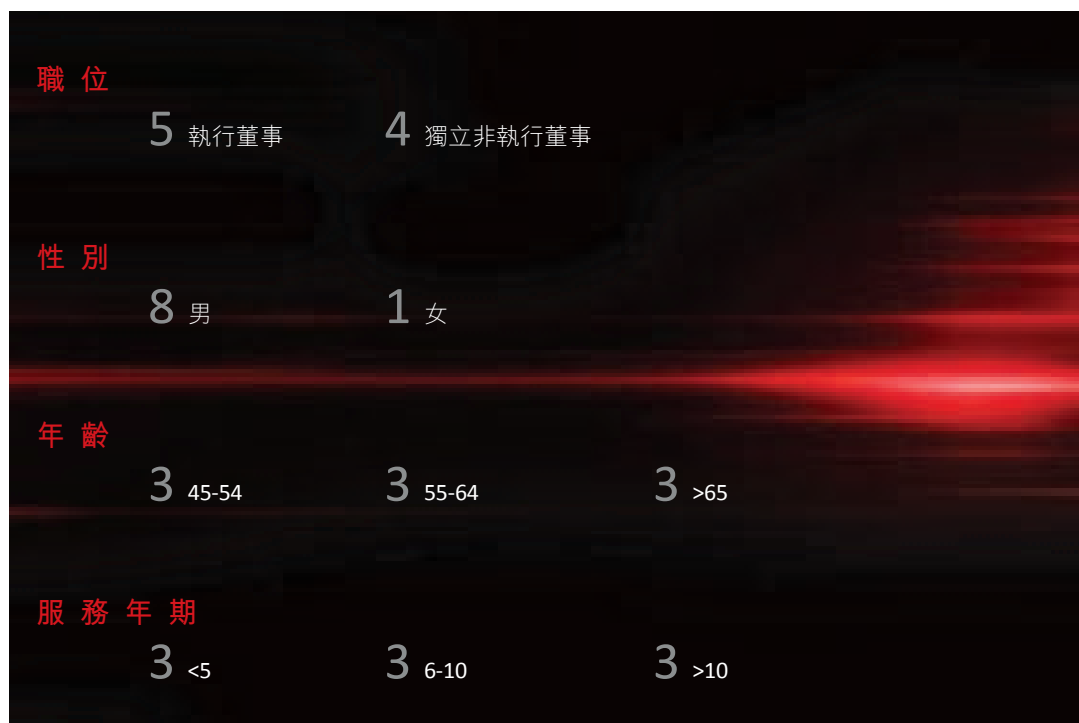 職位
5 執行董事 4 獨立非執行董事
性別
8 男 1 女
年齡
3 45-54 3 55-64 3 >65
服務年期
3 <5 3 6-10 3 >10